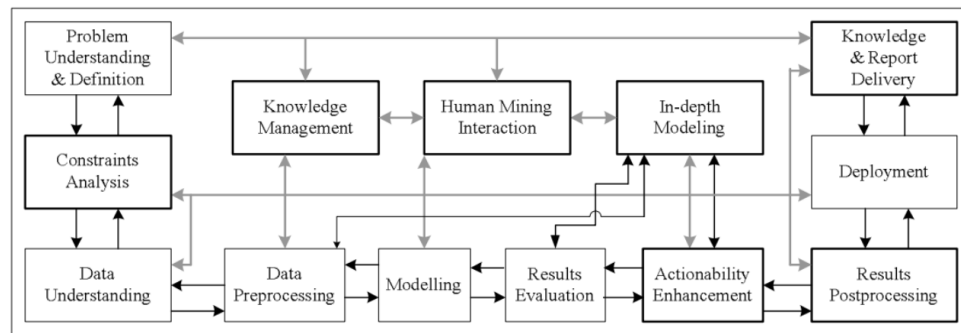 Problem
Understanding
& Definition
Knowledge
& Report
Delivery
Knowledge
Management
Human Mining
Interaction
In-depth
Modeling
Constraints
Analysis
Deployment
Data
Understanding
Data
Preprocessing
Modelling
Results
Evaluation
Actionability
Enhancement
Results
Postprocessing